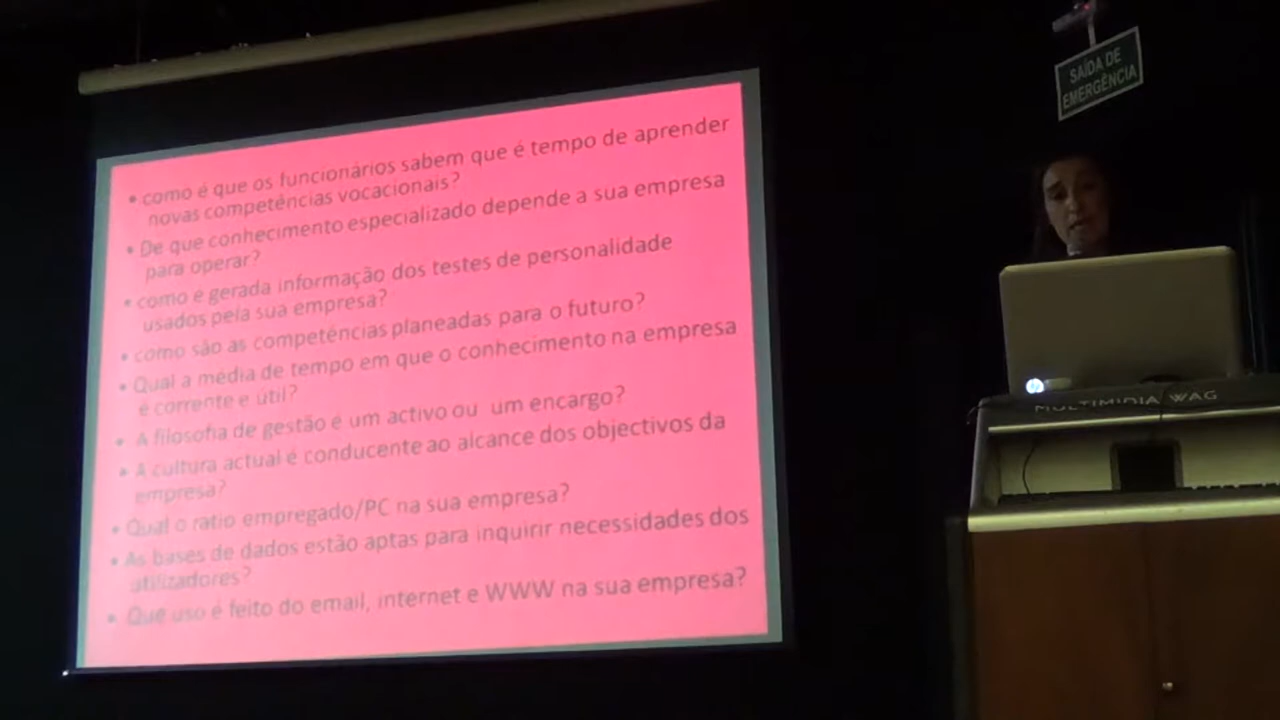 • como é que os funcionários sabem que é tempo de aprender
novas competências vocacionais?
• De que conhecimento especializado depende a sua empresa
para operar?
• como é gerada informação dos testes de personalidade
usados pela sua empresa?
• como são as competências planeadas para o futuro?
• Qual a média de tempo em que o conhecimento na empresa
é corrente e útil?
• A filosofia de gestão é um activo ou um encargo?
• A cultura actual é conducente ao alcance dos objectivos da
empresa?
• Qual o ratio empregado/PC na sua empresa?
• As bases de dados estão aptas para inquirir necessidades dos
utilizadores?
• Que uso é feito do email, internet e WWW na sua empresa?
SAÍDA DE
EMERGÊNCIA
MULTIMIDIA WAG